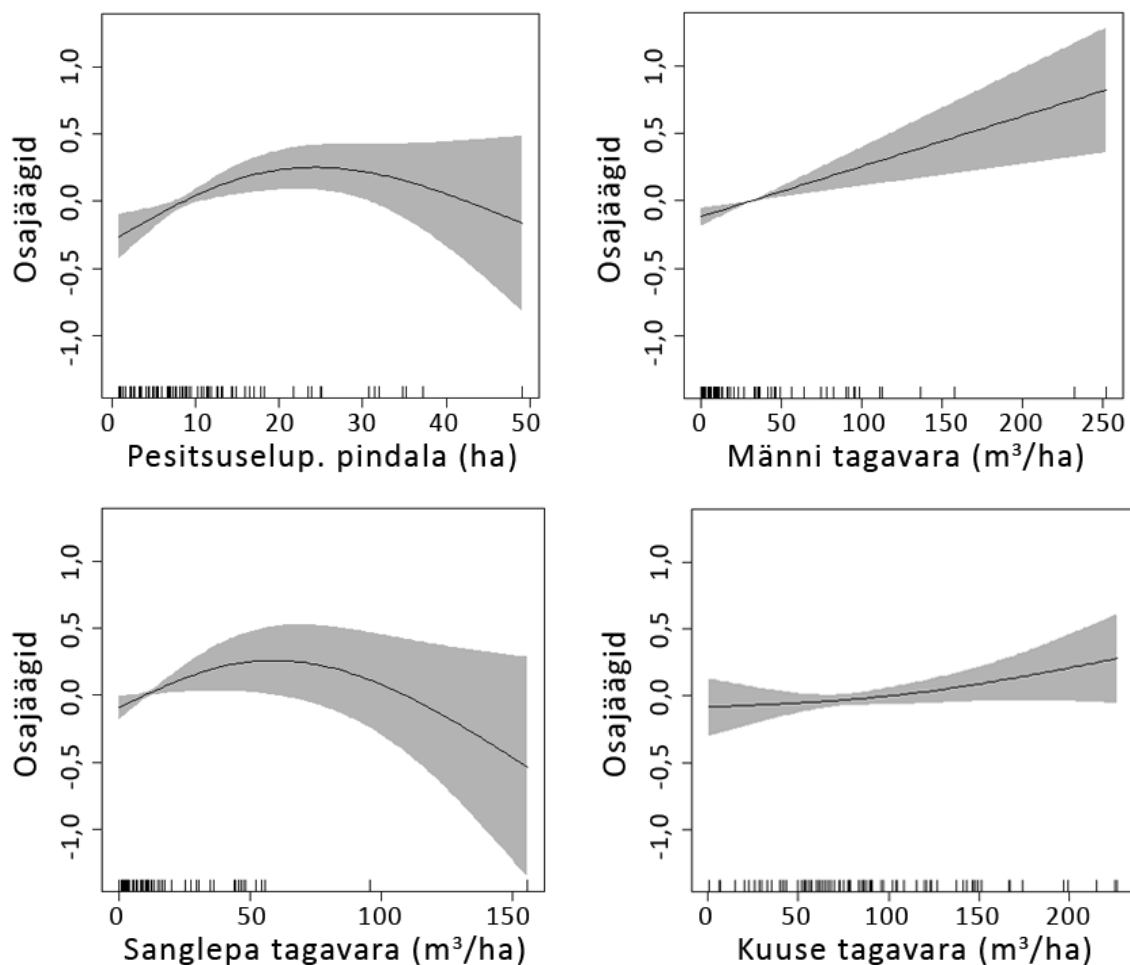 Osajäägid
1,0
0,5
0,0
-0,5
-1,0
0 10 20 30 40 50
Pesitsuselup. pindala (ha)
Osajäägid
1,0
0,5
0,0
-0,5
-1,0
0 50 100 150 200 250
Männi tagavara (m³/ha)
Osajäägid
1,0
0,5
0,0
-0,5
-1,0
0 50 100 150
Sanglepa tagavara (m³/ha)
Osajäägid
1,0
0,5
0,0
-0,5
-1,0
0 50 100 150 200
Kuuse tagavara (m³/ha)